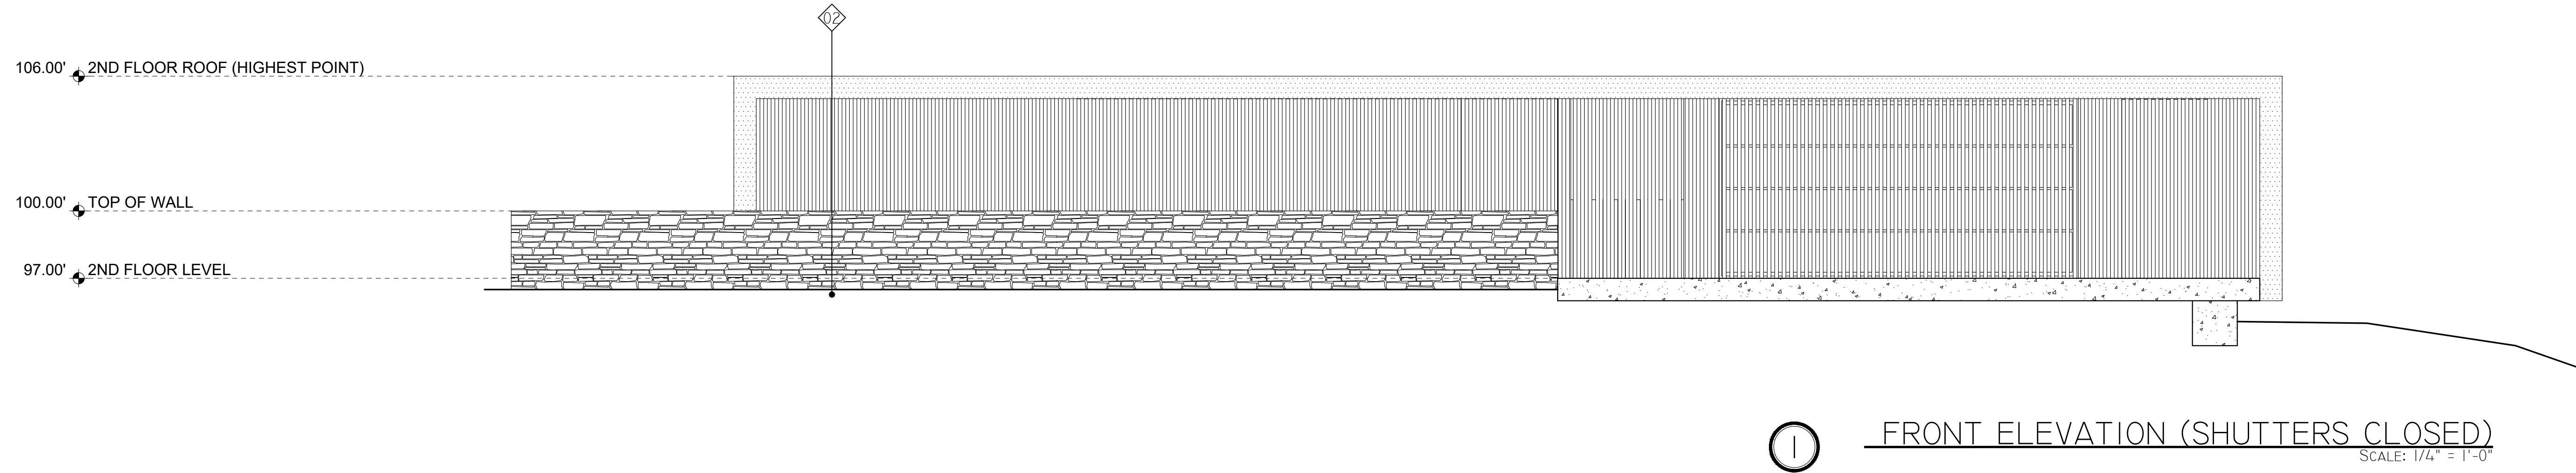 02
106.00' 2ND FLOOR ROOF (HIGHEST POINT)
100.00' TOP OF WALL
97.00' 2ND FLOOR LEVEL
1 FRONT ELEVATION (SHUTTERS CLOSED)
SCALE: 1/4" = 1'-0"